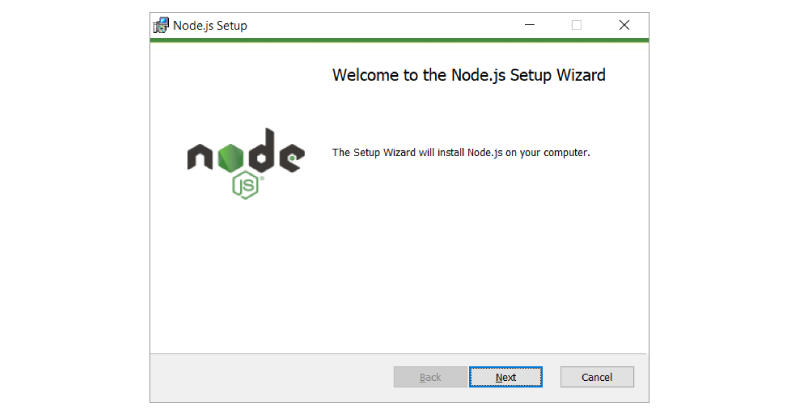 Node.js Setup
Welcome to the Node.js Setup Wizard
node
JS
®
The Setup Wizard will install Node.js on your computer.
Back
Next
Cancel